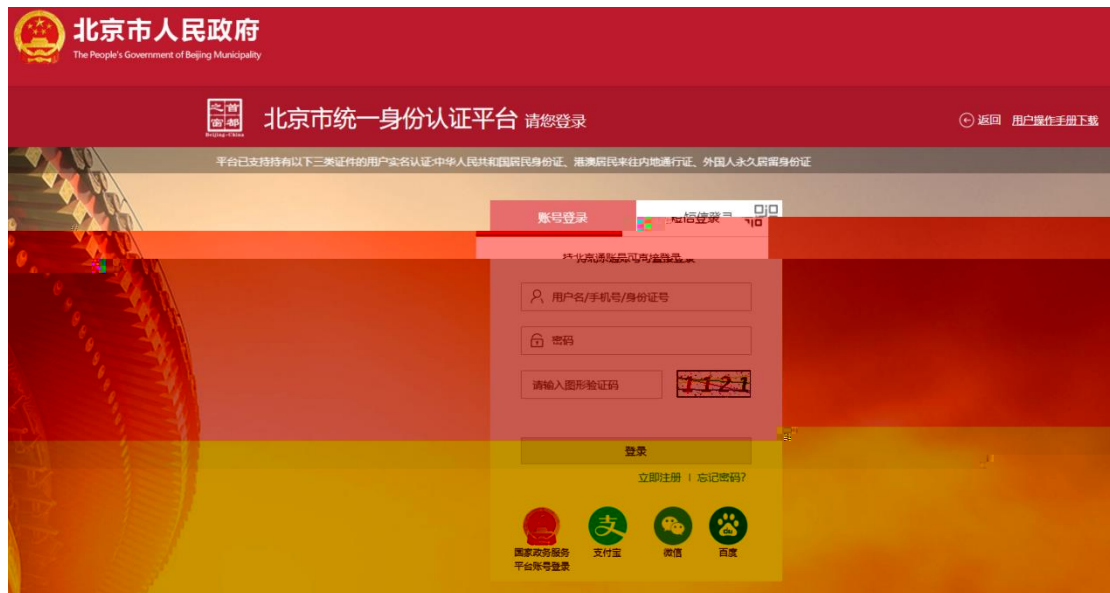 北京市人民政府
The People's Government of Beijing Municipality
首都之窗
Beijing-China
北京市统一身份认证平台 请您登录
返回 用户操作手册下载
平台已支持持有以下三类证件的用户实名认证:中华人民共和国居民身份证、港澳居民来往内地通行证、外国人永久居留身份证
账号登录
用户名/手机号/身份证号
密码
请输入图形验证码 1121
登录
立即注册 | 忘记密码?
国家政务服务 支付宝 微信 百度
平台账号登录